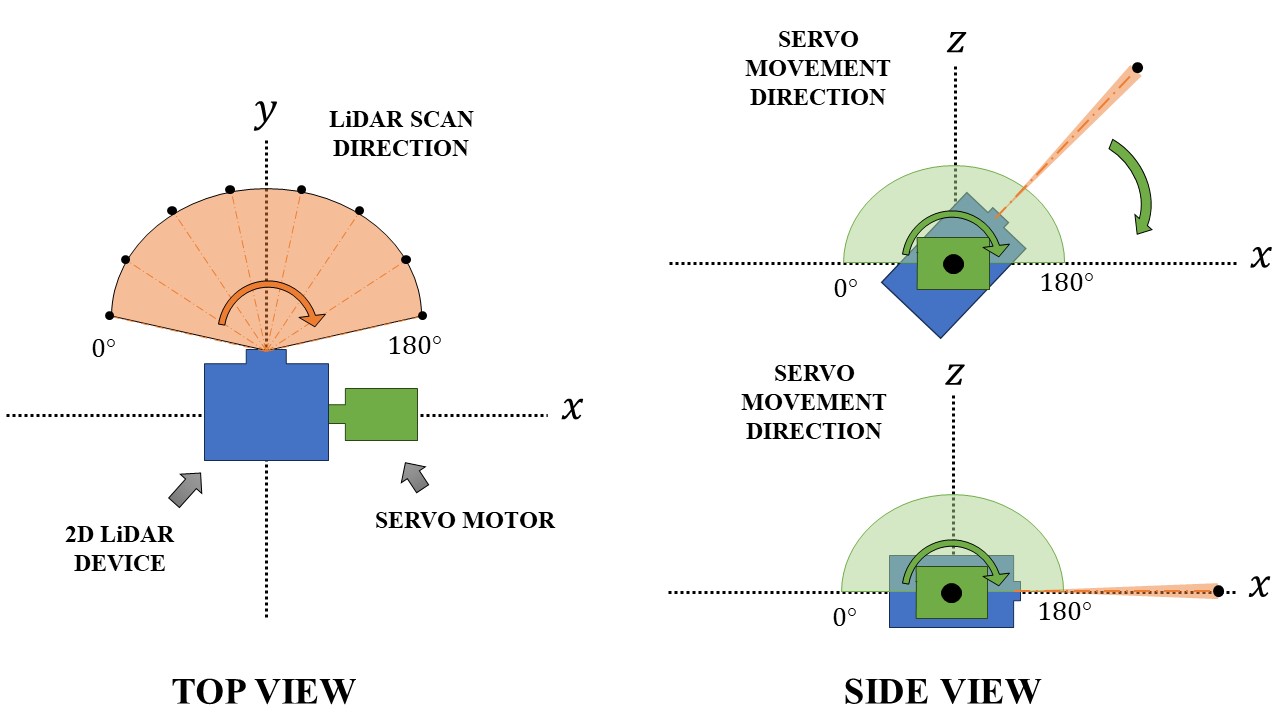 y
LiDAR SCAN
DIRECTION
0°
180°
x
2D LiDAR
DEVICE
SERVO MOTOR
TOP VIEW
SERVO
MOVEMENT
DIRECTION
z
x
0°
180°
SERVO
MOVEMENT
DIRECTION
z
x
0°
180°
SIDE VIEW